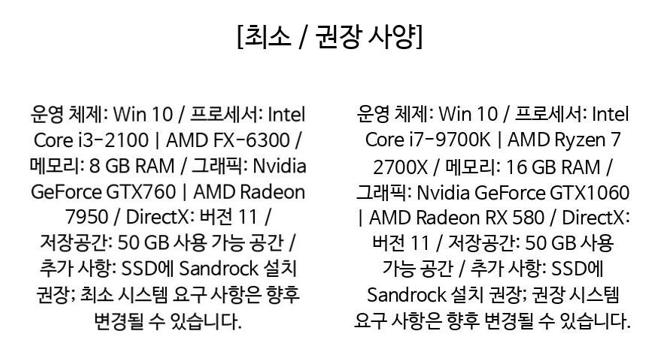 [최소 / 권장 사양]
운영 체제: Win 10 / 프로세서: Intel
Core i3-2100 | AMD FX-6300 /
메모리: 8 GB RAM / 그래픽: Nvidia
GeForce GTX760 | AMD Radeon
7950 / DirectX: 버전 11 /
저장공간: 50 GB 사용 가능 공간 /
추가 사항: SSD에 Sandrock 설치
권장; 최소 시스템 요구 사항은 향후
변경될 수 있습니다.
운영 체제: Win 10 / 프로세서: Intel
Core i7-9700K | AMD Ryzen 7
2700X / 메모리: 16 GB RAM /
그래픽: Nvidia GeForce GTX1060
| AMD Radeon RX 580 / DirectX:
버전 11 / 저장공간: 50 GB 사용
가능 공간 / 추가 사항: SSD에
Sandrock 설치 권장; 권장 시스템
요구 사항은 향후 변경될 수 있습니다.